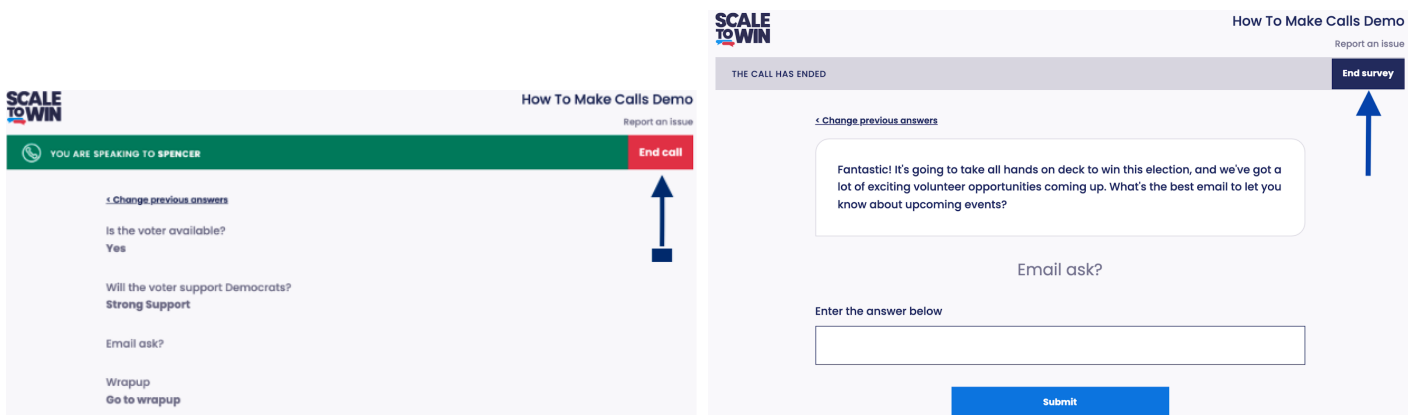 SCALE
TO WIN
How To Make Calls Demo
Report an issue
YOU ARE SPEAKING TO SPENCER
End call
< Change previous answers
Is the voter available?
Yes
Will the voter support Democrats?
Strong Support
Email ask?
Wrapup
Go to wrapup
SCALE
TO WIN
How To Make Calls Demo
Report an issue
THE CALL HAS ENDED
End survey
< Change previous answers
Fantastic! It's going to take all hands on deck to win this election, and we've got a
lot of exciting volunteer opportunities coming up. What's the best email to let you
know about upcoming events?
Email ask?
Enter the answer below
Submit